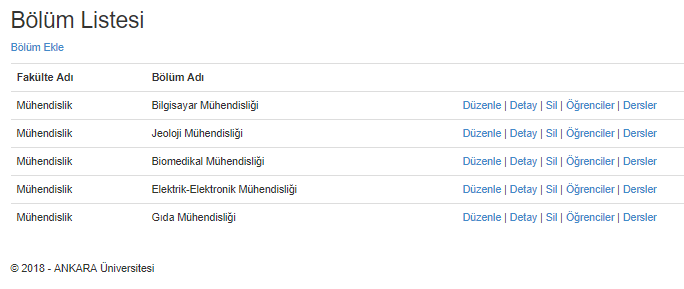 Bölüm Listesi
Bölüm Ekle
Fakülte Adı Bölüm Adı
Mühendislik Bilgisayar Mühendisliği Düzenle | Detay | Sil | Öğrenciler | Dersler
Mühendislik Jeoloji Mühendisliği Düzenle | Detay | Sil | Öğrenciler | Dersler
Mühendislik Biomedikal Mühendisliği Düzenle | Detay | Sil | Öğrenciler | Dersler
Mühendislik Elektrik-Elektronik Mühendisliği Düzenle | Detay | Sil | Öğrenciler | Dersler
Mühendislik Gıda Mühendisliği Düzenle | Detay | Sil | Öğrenciler | Dersler
© 2018 - ANKARA Üniversitesi